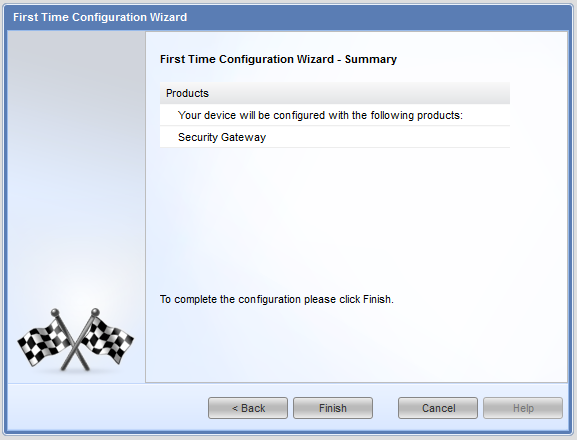 First Time Configuration Wizard
First Time Configuration Wizard - Summary
Products
Your device will be configured with the following products:
Security Gateway
To complete the configuration please click Finish.
< Back
Finish
Cancel
Help